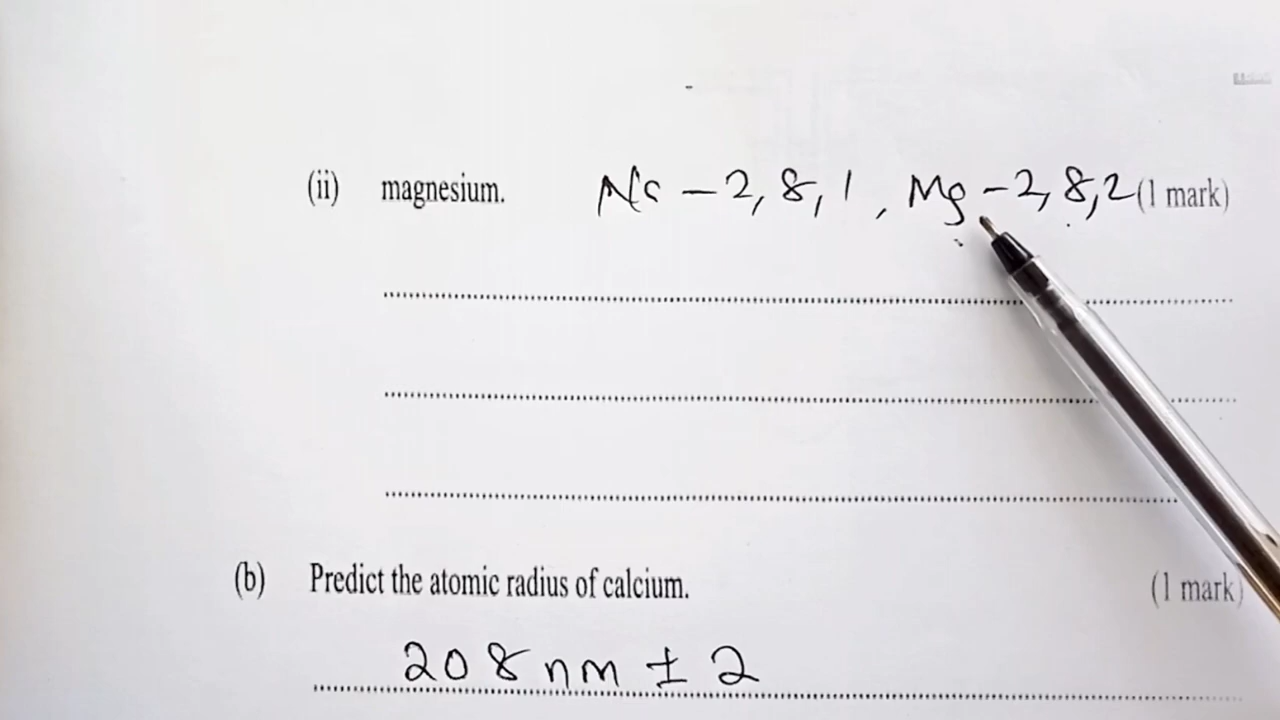 (ii) magnesium. Na – 2, 8, 1 , Mg – 2, 8, 2 (1 mark)
(b) Predict the atomic radius of calcium. (1 mark)
208 nm ± 2